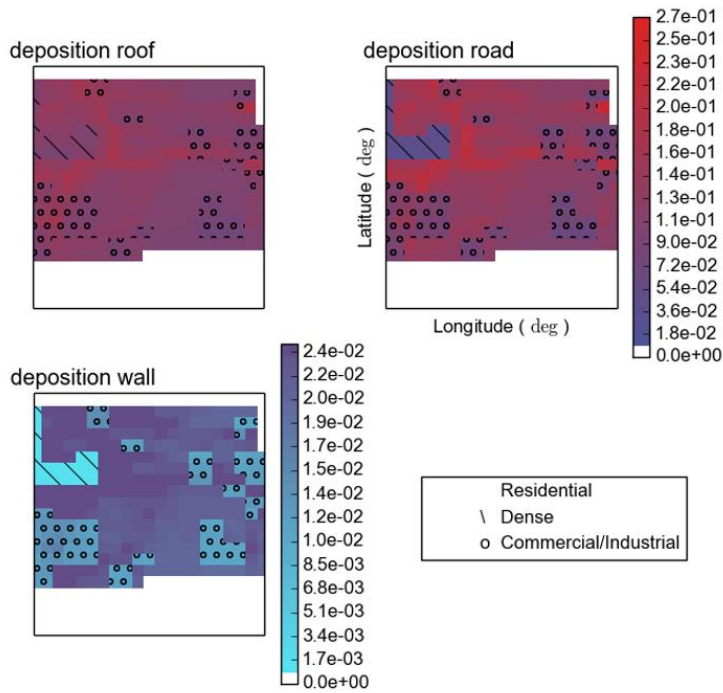 deposition roof
deposition road
2.7e-01
2.5e-01
2.3e-01
2.2e-01
2.0e-01
1.8e-01
1.6e-01
1.4e-01
1.3e-01
1.1e-01
9.0e-02
7.2e-02
5.4e-02
3.6e-02
1.8e-02
0.0e+00
Latitude ( deg )
Longitude ( deg )
deposition wall
2.4e-02
2.2e-02
2.0e-02
1.9e-02
1.7e-02
1.5e-02
1.4e-02
1.2e-02
1.0e-02
8.5e-03
6.8e-03
5.1e-03
3.4e-03
1.7e-03
0.0e+00
Residential
\ Dense
o Commercial/Industrial